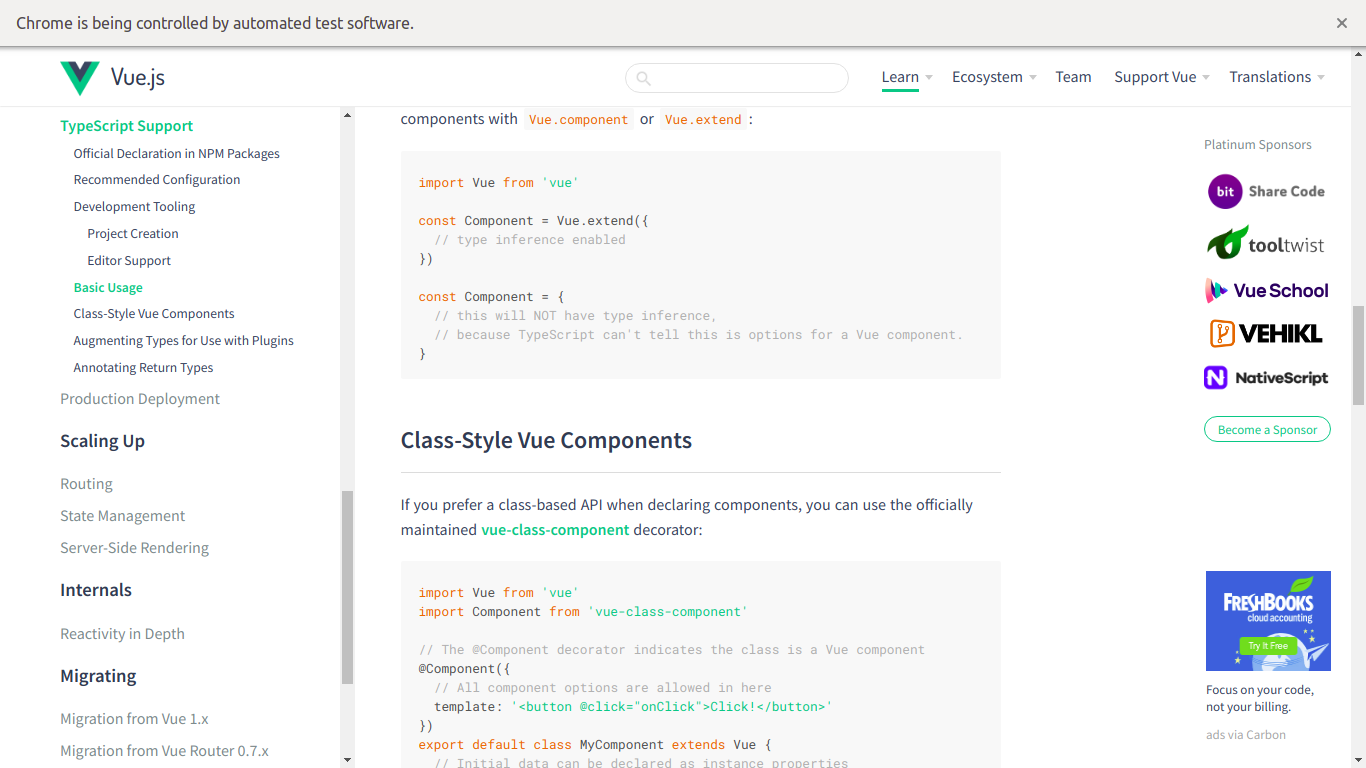 Chrome is being controlled by automated test software.
Vue.js
Learn
Ecosystem
Team
Support Vue
Translations
TypeScript Support
Official Declaration in NPM Packages
Recommended Configuration
Development Tooling
Project Creation
Editor Support
Basic Usage
Class-Style Vue Components
Augmenting Types for Use with Plugins
Annotating Return Types
Production Deployment
Scaling Up
Routing
State Management
Server-Side Rendering
Internals
Reactivity in Depth
Migrating
Migration from Vue 1.x
Migration from Vue Router 0.7.x
components with Vue.component or Vue.extend :
import Vue from 'vue'
const Component = Vue.extend({
// type inference enabled
})
const Component = {
// this will NOT have type inference,
// because TypeScript can't tell this is options for a Vue component.
}
Class-Style Vue Components
If you prefer a class-based API when declaring components, you can use the officially
maintained vue-class-component decorator:
import Vue from 'vue'
import Component from 'vue-class-component'
// The @Component decorator indicates the class is a Vue component
@Component({
// All component options are allowed in here
template: '<button @click="onClick">Click!</button>'
})
export default class MyComponent extends Vue {
// Initial data can be declared as instance properties
Platinum Sponsors
bit Share Code
tooltwist
Vue School
VEHIKL
NativeScript
Become a Sponsor
FRESHBOOKS
cloud accounting
Try It Free
Focus on your code,
not your billing.
ads via Carbon